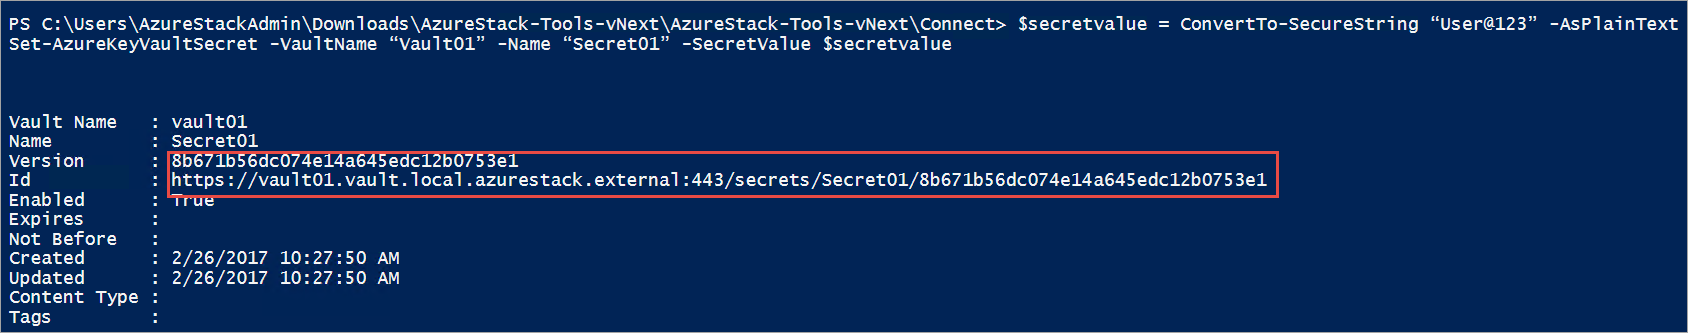 PS C:\Users\AzureStackAdmin\Downloads\AzureStack-Tools-vNext\AzureStack-Tools-vNext\Connect> $secretvalue = ConvertTo-SecureString “User@123” -AsPlainText
Set-AzureKeyVaultSecret -VaultName “Vault01” -Name “Secret01” -SecretValue $secretvalue
Vault Name : vault01
Name : Secret01
Version : 8b671b56dc074e14a645edc12b0753e1
Id : https://vault01.vault.local.azurestack.external:443/secrets/Secret01/8b671b56dc074e14a645edc12b0753e1
Enabled : True
Expires :
Not Before :
Created : 2/26/2017 10:27:50 AM
Updated : 2/26/2017 10:27:50 AM
Content Type :
Tags :